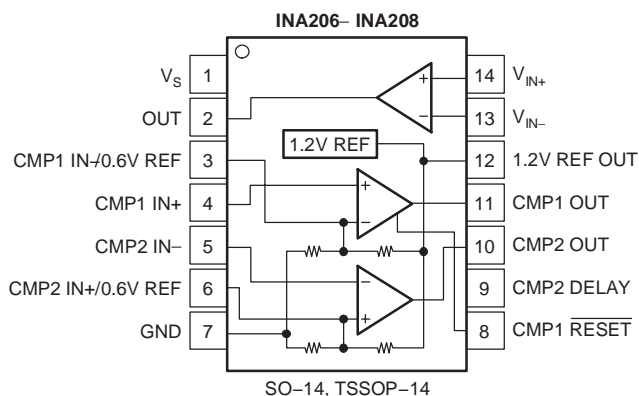 INA206– INA208
V_S 1
OUT 2
CMP1 IN-/0.6V REF 3
CMP1 IN+ 4
CMP2 IN– 5
CMP2 IN+/0.6V REF 6
GND 7
+
–
1.2V REF
+
–
–
+
14 V_IN+
13 V_IN–
12 1.2V REF OUT
11 CMP1 OUT
10 CMP2 OUT
9 CMP2 DELAY
8 CMP1 R̅E̅S̅E̅T̅
SO–14, TSSOP–14